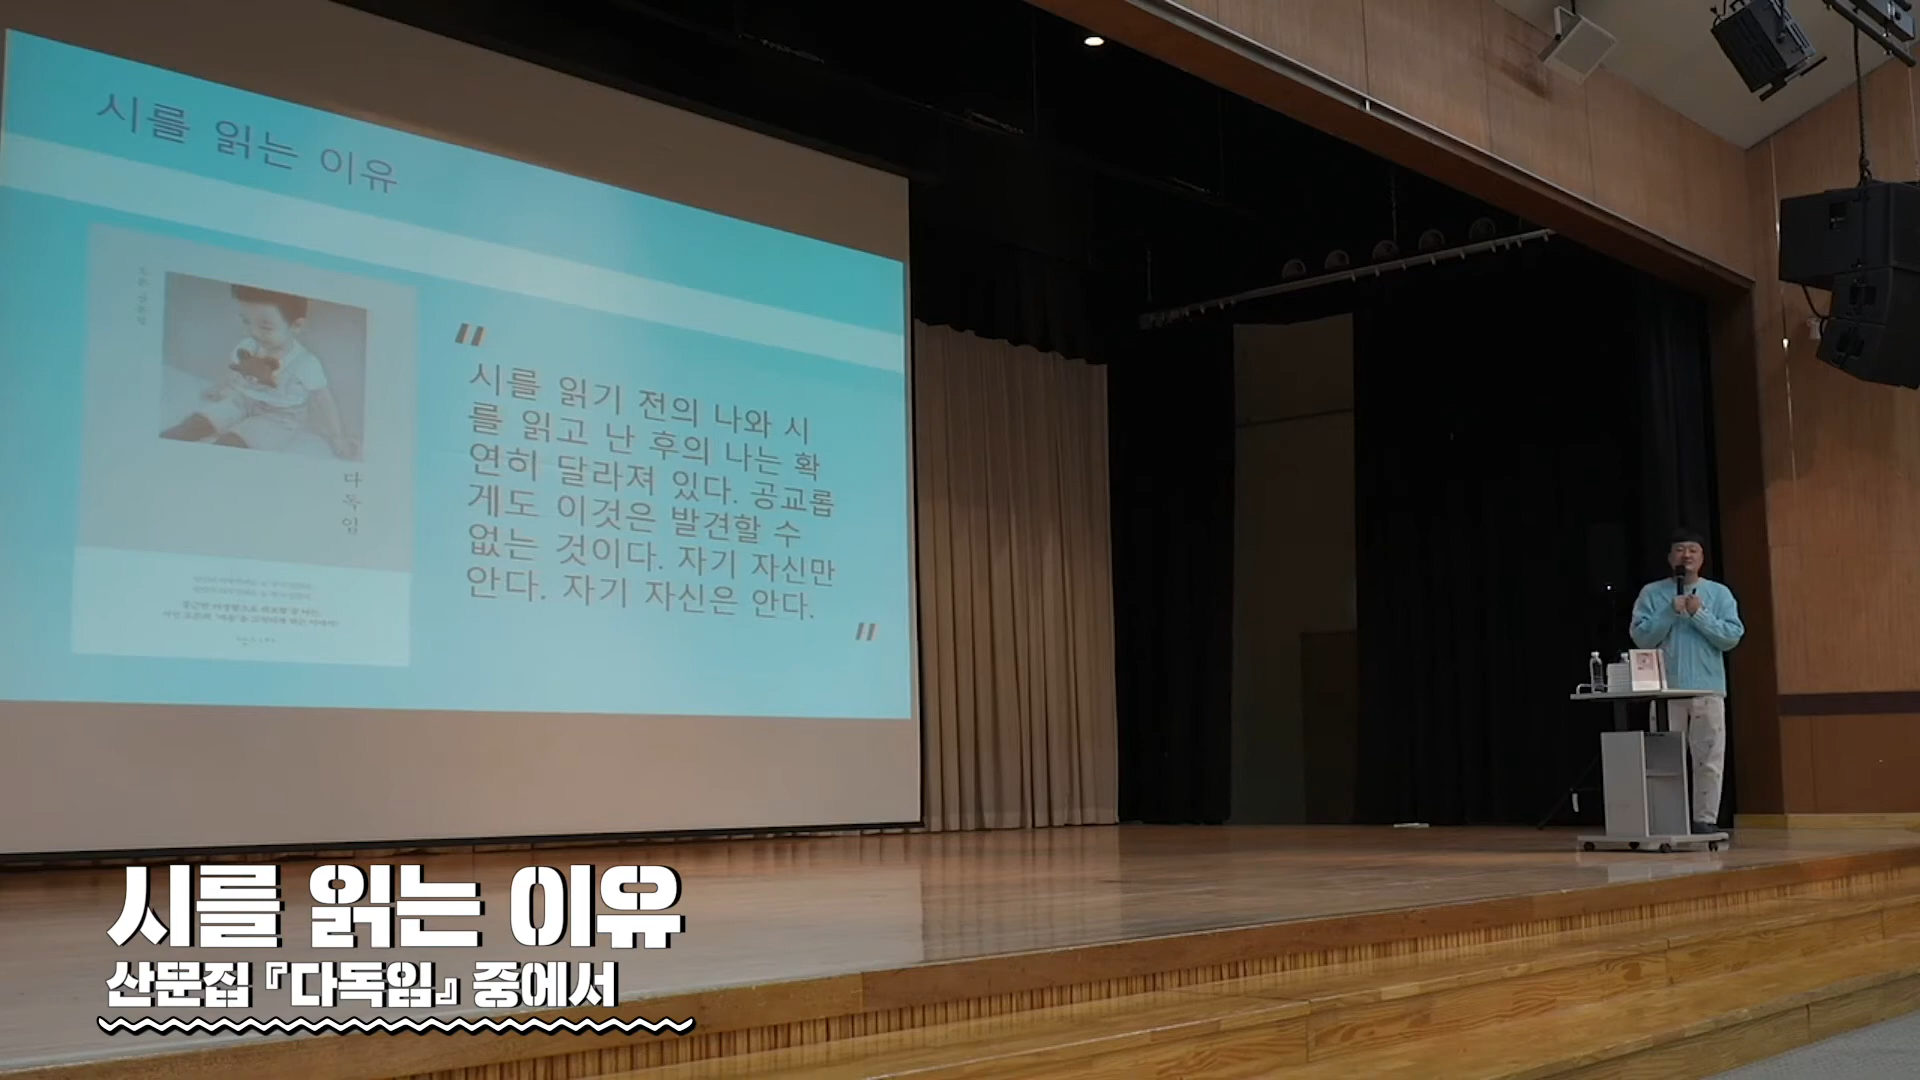 시를 읽는 이유
"
시를 읽기 전의 나와 시
를 읽고 난 후의 나는 확
연히 달라져 있다. 공교롭
게도 이것은 발견할 수
없는 것이다. 자기 자신만
안다. 자기 자신은 안다.
"
다독임
시를 읽는 이유
산문집 『다독임』 중에서